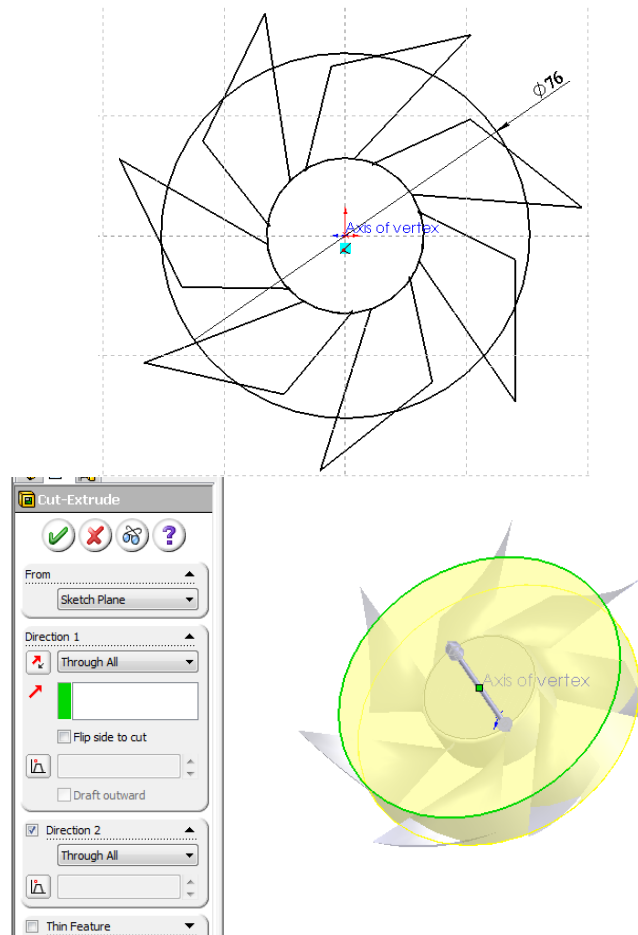 ϕ76
Axis of vertex
Cut-Extrude
?
From
Sketch Plane
Direction 1
Through All
Flip side to cut
Draft outward
Direction 2
Through All
Thin Feature
Axis of vertex